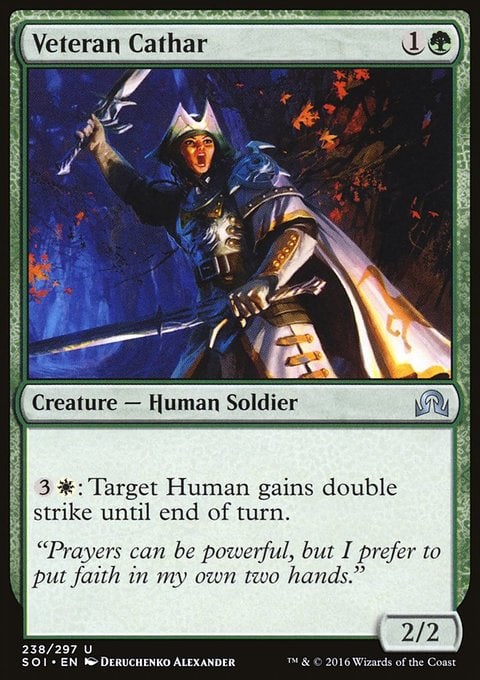 Veteran Cathar 1
Creature — Human Soldier
3: Target Human gains double
strike until end of turn.
“Prayers can be powerful, but I prefer to
put faith in my own two hands.”
2/2
238/297 U
SOI • EN Deruchenko Alexander
™ & © 2016 Wizards of the Coast